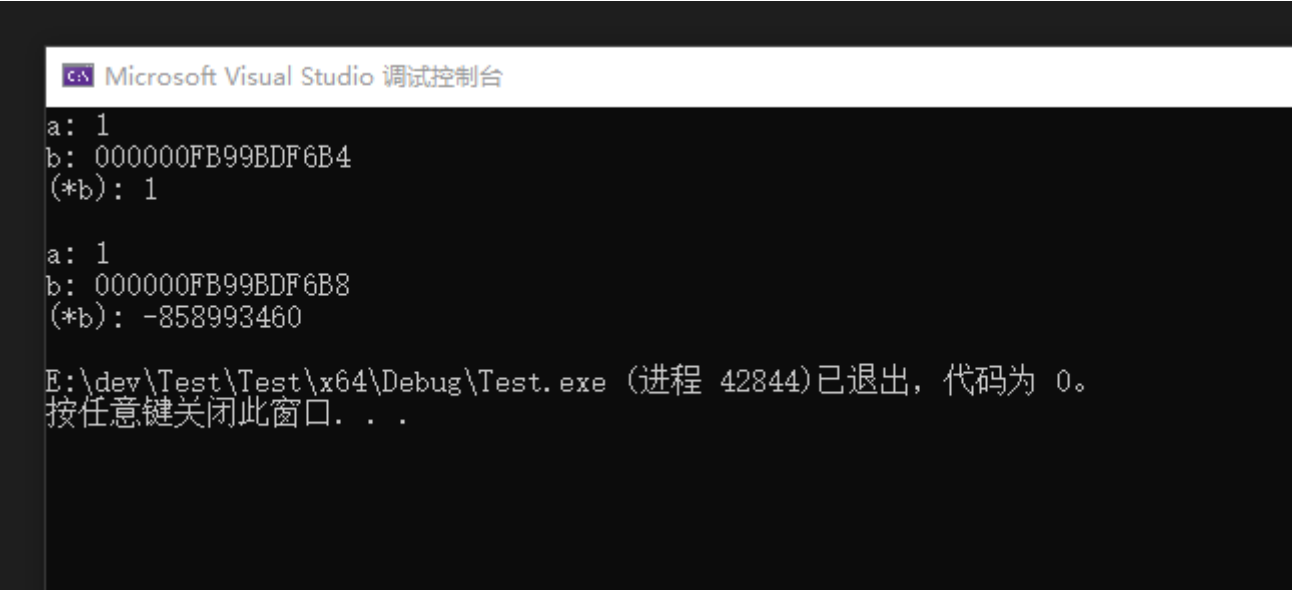 Microsoft Visual Studio 调试控制台
a: 1
b: 000000FB99BDF6B4
(*b): 1
a: 1
b: 000000FB99BDF6B8
(*b): -858993460
E:\dev\Test\Test\x64\Debug\Test.exe (进程 42844)已退出，代码为 0。
按任意键关闭此窗口. . .